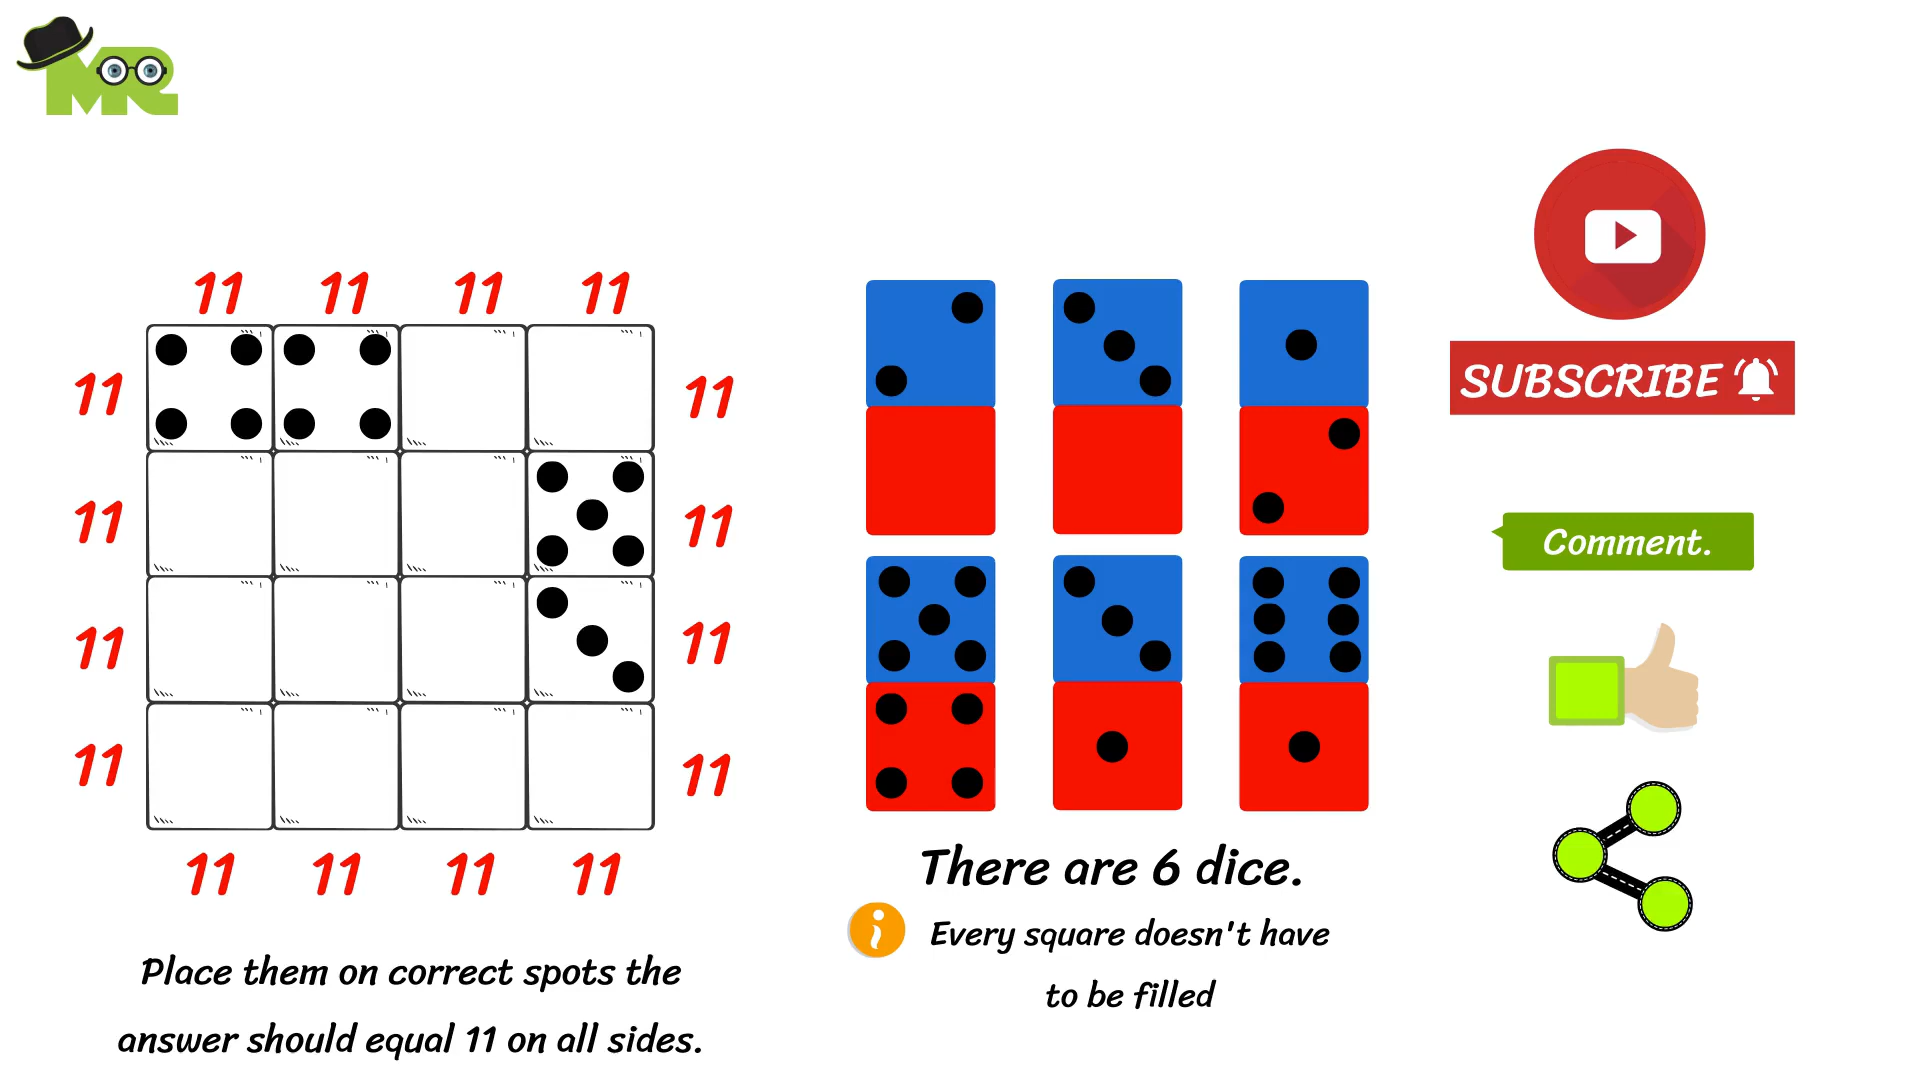 MR
11 11 11 11
11 11
11 11
11 11
11 11
11 11 11 11
Place them on correct spots the
answer should equal 11 on all sides.
There are 6 dice.
Every square doesn't have
to be filled
SUBSCRIBE
Comment.